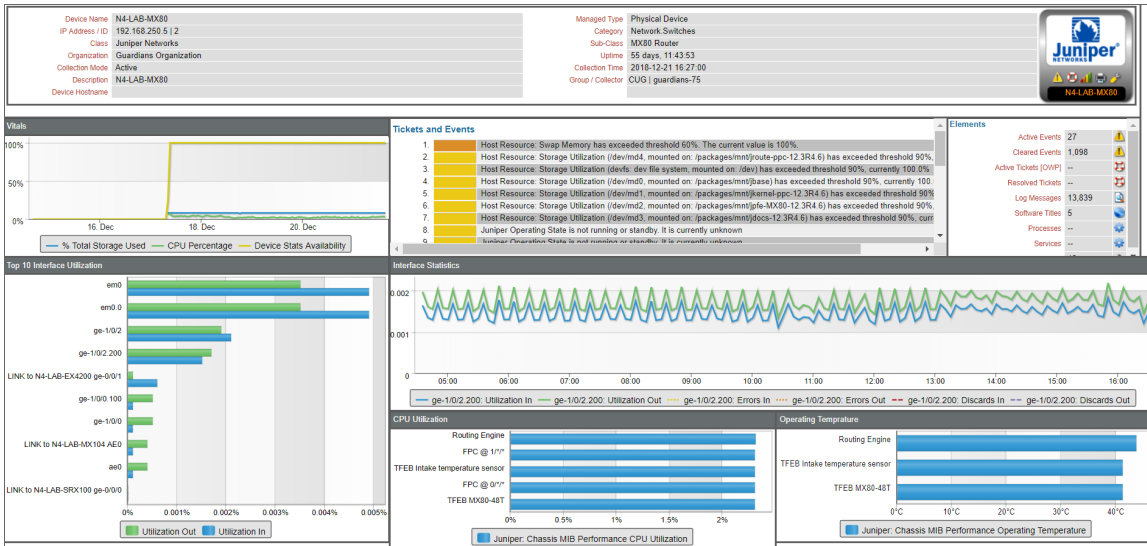 Device Name N4-LAB-MX80
IP Address / ID 192.168.250.5 | 2
Class Juniper Networks
Organization Guardians Organization
Collection Mode Active
Description N4-LAB-MX80
Device Hostname
Managed Type Physical Device
Category Network.Switches
Sub-Class MX80 Router
Uptime 55 days, 11:43:53
Collection Time 2018-12-21 16:27:00
Group / Collector CUG | guardians-75
Juniper
NETWORKS
N4-LAB-MX80
Vitals
100%
50%
0%
16. Dec 18. Dec 20. Dec
% Total Storage Used CPU Percentage Device Stats Availability
Tickets and Events
1. Host Resource: Swap Memory has exceeded threshold 60%. The current value is 100%.
2. Host Resource: Storage Utilization (/dev/md4, mounted on: /packages/mnt/jroute-ppc-12.3R4.6) has exceeded threshold 90%,
3. Host Resource: Storage Utilization (devfs: dev file system, mounted on: /dev) has exceeded threshold 90%, currently 100.0%
4. Host Resource: Storage Utilization (/dev/md0, mounted on: /packages/mnt/jbase) has exceeded threshold 90%, currently 100.
5. Host Resource: Storage Utilization (/dev/md1, mounted on: /packages/mnt/jkernel-ppc-12.3R4.6) has exceeded threshold 90%
6. Host Resource: Storage Utilization (/dev/md2, mounted on: /packages/mnt/jpfe-MX80-12.3R4.6) has exceeded threshold 90%,
7. Host Resource: Storage Utilization (/dev/md3, mounted on: /packages/mnt/jdocs-12.3R4.6) has exceeded threshold 90%, curr
8. Juniper Operating State is not running or standby. It is currently unknown
9. Juniper Operating State is not running or standby. It is currently unknown
Elements
Active Events 27
Cleared Events 1,098
Active Tickets [OWP] --
Resolved Tickets --
Log Messages 13,839
Software Titles 5
Processes --
Services --
Top 10 Interface Utilization
em0
em0.0
ge-1/0/2
ge-1/0/2.200
LINK to N4-LAB-EX4200 ge-0/0/1
ge-1/0/0.100
ge-1/0/0
LINK to N4-LAB-MX104 AE0
ae0
LINK to N4-LAB-SRX100 ge-0/0/0
0% 0.001% 0.002% 0.003% 0.004% 0.005%
Utilization Out Utilization In
Interface Statistics
0.002
0.001
0
05:00 06:00 07:00 08:00 09:00 10:00 11:00 12:00 13:00 14:00 15:00 16:00
ge-1/0/2.200: Utilization In ge-1/0/2.200: Utilization Out ge-1/0/2.200: Errors In ge-1/0/2.200: Errors Out ge-1/0/2.200: Discards In ge-1/0/2.200: Discards Out
CPU Utilization
Routing Engine
FPC @ 1/*/*
TFEB Intake temperature sensor
FPC @ 0/*/*
TFEB MX80-48T
0% 0.5% 1% 1.5% 2%
Juniper: Chassis MIB Performance CPU Utilization
Operating Temprature
Routing Engine
TFEB Intake temperature sensor
TFEB MX80-48T
0°C 10°C 20°C 30°C 40°C
Juniper: Chassis MIB Performance Operating Temperature